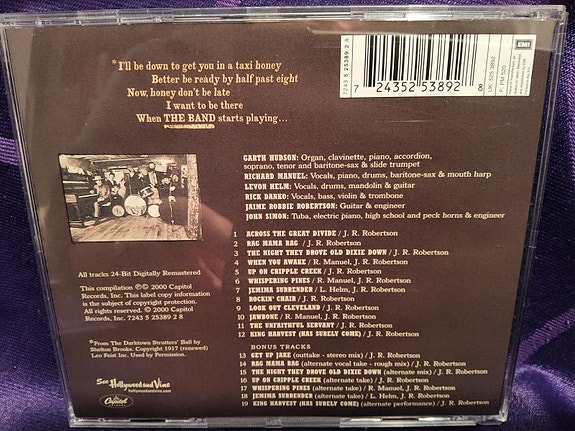 *I'll be down to get you in a taxi honey
Better be ready by half past eight
Now, honey don't be late
I want to be there
When THE BAND starts playing...
7243 5 25389 2 8
7 24352 53892 8
EMI
UK: 525 3892
F: PM 520
GARTH HUDSON: Organ, clavinette, piano, accordion,
soprano, tenor and baritone-sax & slide trumpet
RICHARD MANUEL: Vocals, piano, drums, baritone-sax & mouth harp
LEVON HELM: Vocals, drums, mandolin & guitar
RICK DANKO: Vocals, bass, violin & trombone
JAIME ROBBIE ROBERTSON: Guitar & engineer
JOHN SIMON: Tuba, electric piano, high school and peck horns & engineer
1 ACROSS THE GREAT DIVIDE / J. R. Robertson
2 RAG MAMA RAG / J. R. Robertson
3 THE NIGHT THEY DROVE OLD DIXIE DOWN / J. R. Robertson
4 WHEN YOU AWAKE / R. Manuel, J. R. Robertson
5 UP ON CRIPPLE CREEK / J. R. Robertson
6 WHISPERING PINES / R. Manuel, J. R. Robertson
7 JEMIMA SURRENDER / L. Helm, J. R. Robertson
8 ROCKIN' CHAIR / J. R. Robertson
9 LOOK OUT CLEVELAND / J. R. Robertson
10 JAWBONE / R. Manuel, J. R. Robertson
11 THE UNFAITHFUL SERVANT / J. R. Robertson
12 KING HARVEST (HAS SURELY COME) / J. R. Robertson
BONUS TRACKS
13 GET UP JAKE (outtake - stereo mix) / J. R. Robertson
14 RAG MAMA RAG (alternate vocal take - rough mix) / J. R. Robertson
15 THE NIGHT THEY DROVE OLD DIXIE DOWN (alternate mix) / J. R. Robertson
16 UP ON CRIPPLE CREEK (alternate take) / J. R. Robertson
17 WHISPERING PINES (alternate take) / R. Manuel, J. R. Robertson
18 JEMIMA SURRENDER (alternate take) / L. Helm, J. R. Robertson
19 KING HARVEST (HAS SURELY COME) (alternate performance) / J. R. Robertson
All tracks 24-Bit Digitally Remastered
This compilation ℗© 2000 Capitol
Records, Inc. This label copy information
is the subject of copyright protection.
All rights reserved. © 2000 Capitol
Records, Inc. 7243 5 25389 2 8
*From The Darktown Strutters' Ball by
Shelton Brooks. Copyright 1917 (renewed)
Leo Feist Inc. Used by Permission.
See Hollywood and Vine
hollywoodandvine.com
Capitol